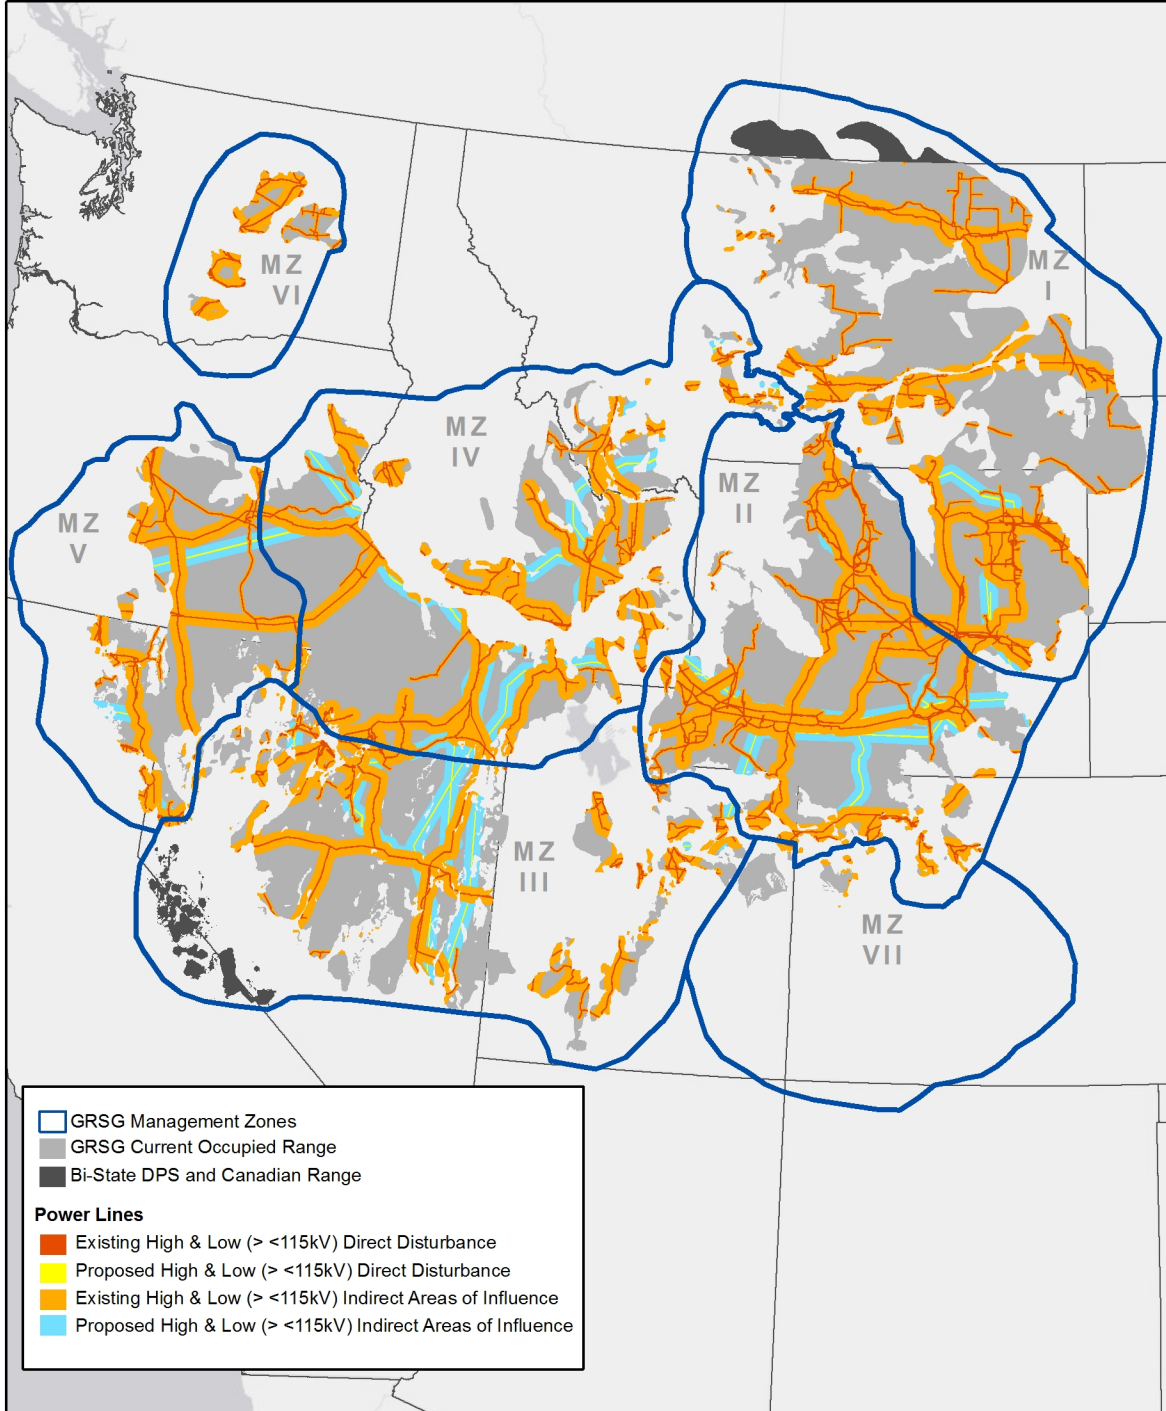 MZ
VI
MZ
I
MZ
IV
MZ
II
MZ
V
MZ
III
MZ
VII
GRSG Management Zones
GRSG Current Occupied Range
Bi-State DPS and Canadian Range
Power Lines
Existing High & Low (> <115kV) Direct Disturbance
Proposed High & Low (> <115kV) Direct Disturbance
Existing High & Low (> <115kV) Indirect Areas of Influence
Proposed High & Low (> <115kV) Indirect Areas of Influence